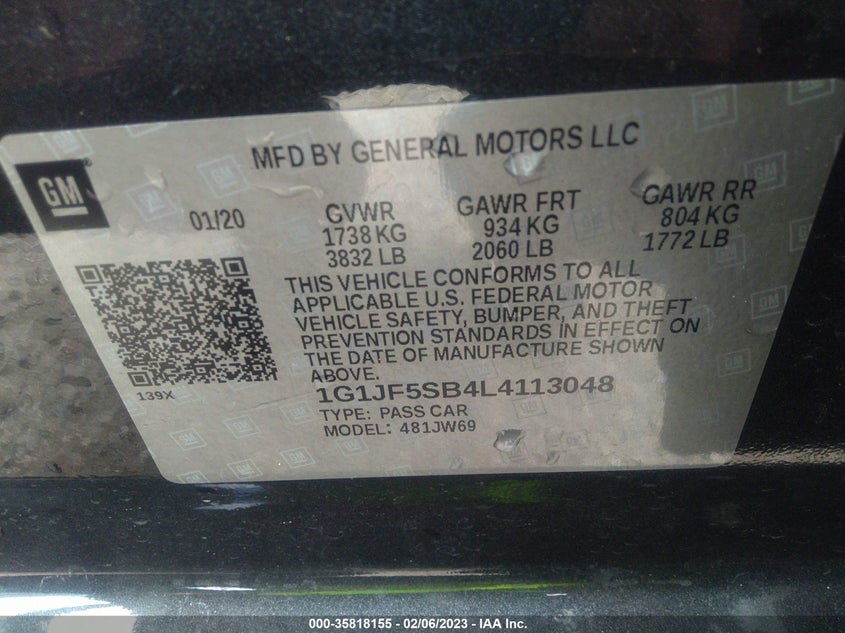 MFD BY GENERAL MOTORS LLC
GM
01/20
GVWR
1738 KG
3832 LB
GAWR FRT
934 KG
2060 LB
GAWR RR
804 KG
1772 LB
THIS VEHICLE CONFORMS TO ALL
APPLICABLE U.S. FEDERAL MOTOR
VEHICLE SAFETY, BUMPER, AND THEFT
PREVENTION STANDARDS IN EFFECT ON
THE DATE OF MANUFACTURE SHOWN
ABOVE.
139X
1G1JF5SB4L4113048
TYPE: PASS CAR
MODEL: 481JW69
000-35818155 - 02/06/2023 - IAA Inc.